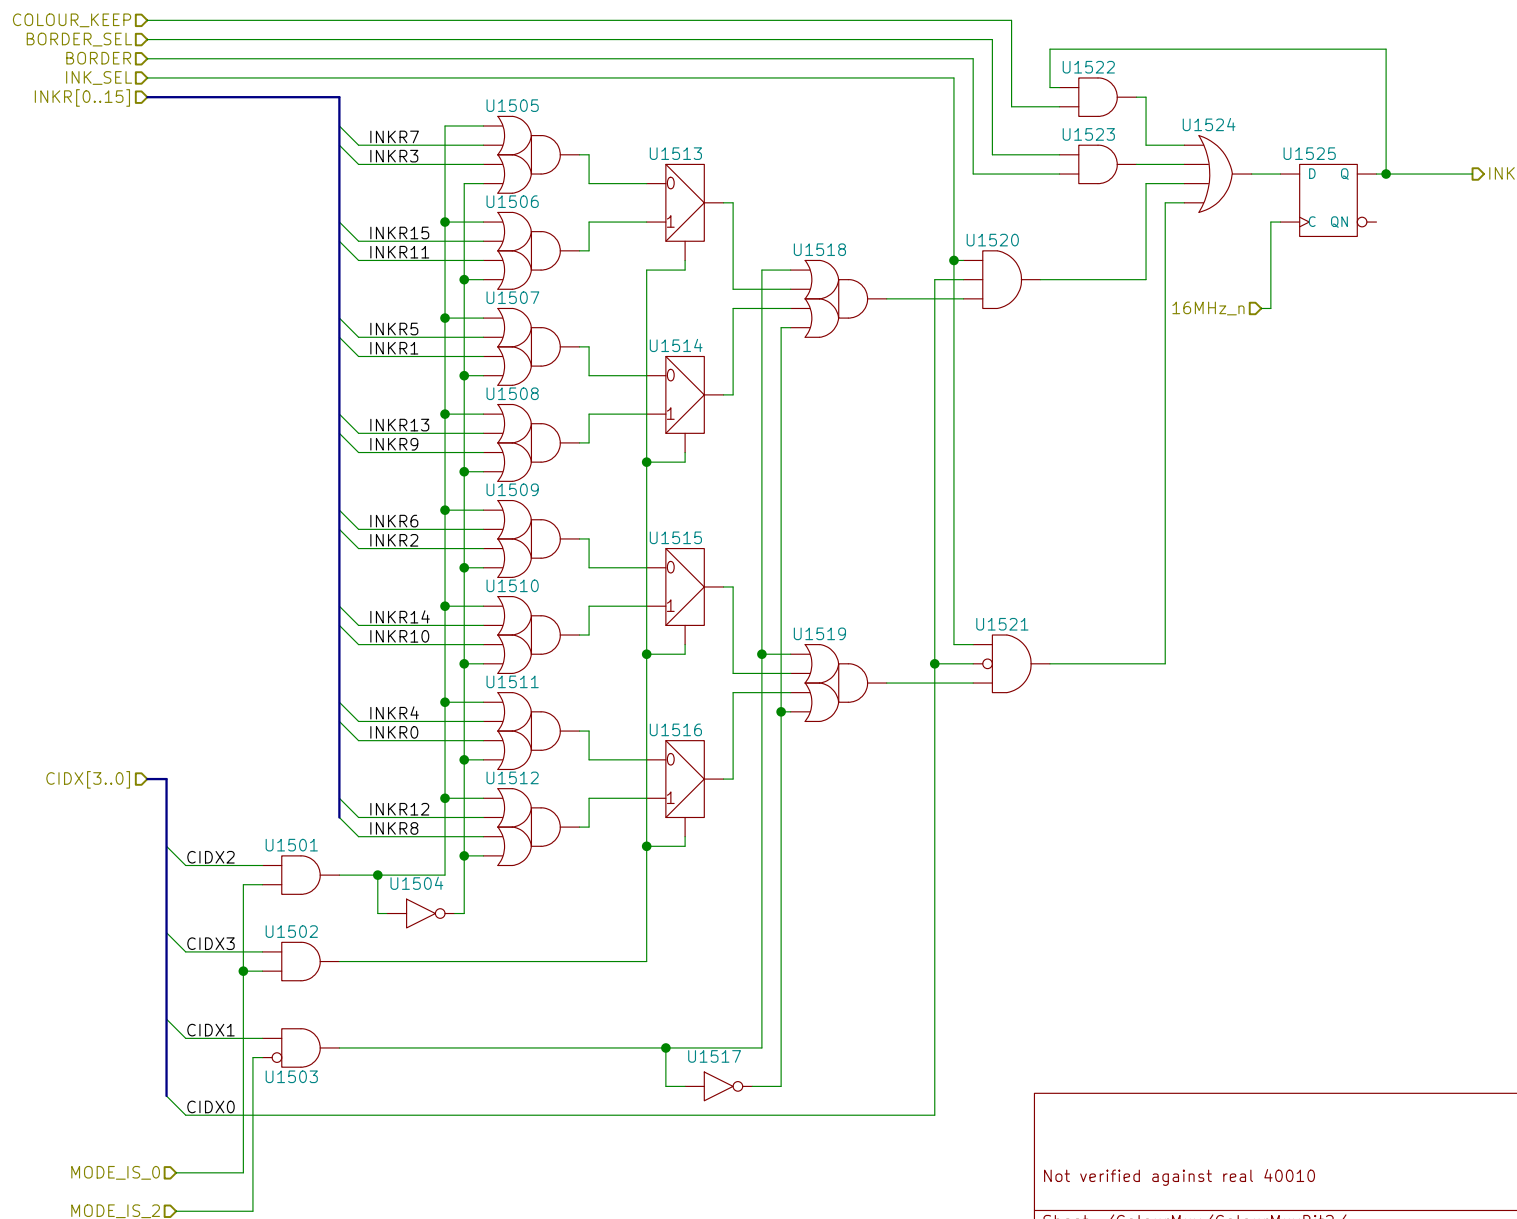 COLOUR_KEEP
BORDER_SEL
BORDER
INK_SEL
INKR[0..15]
U1522
U1505
U1523
U1524
INKR7
INKR3
U1513
0
1
U1525
D Q
C QN
INK
U1506
INKR15
INKR11
U1518
U1520
U1507
16MHz_n
INKR5
INKR1
U1514
0
1
U1508
INKR13
INKR9
U1509
INKR6
INKR2
U1515
0
1
U1510
INKR14
INKR10
U1519
U1521
U1511
INKR4
INKR0
U1516
0
1
U1512
CIDX[3..0]
INKR12
INKR8
U1501
CIDX2
U1504
U1502
CIDX3
CIDX1
U1503
U1517
CIDX0
MODE_IS_0
MODE_IS_2
Not verified against real 40010